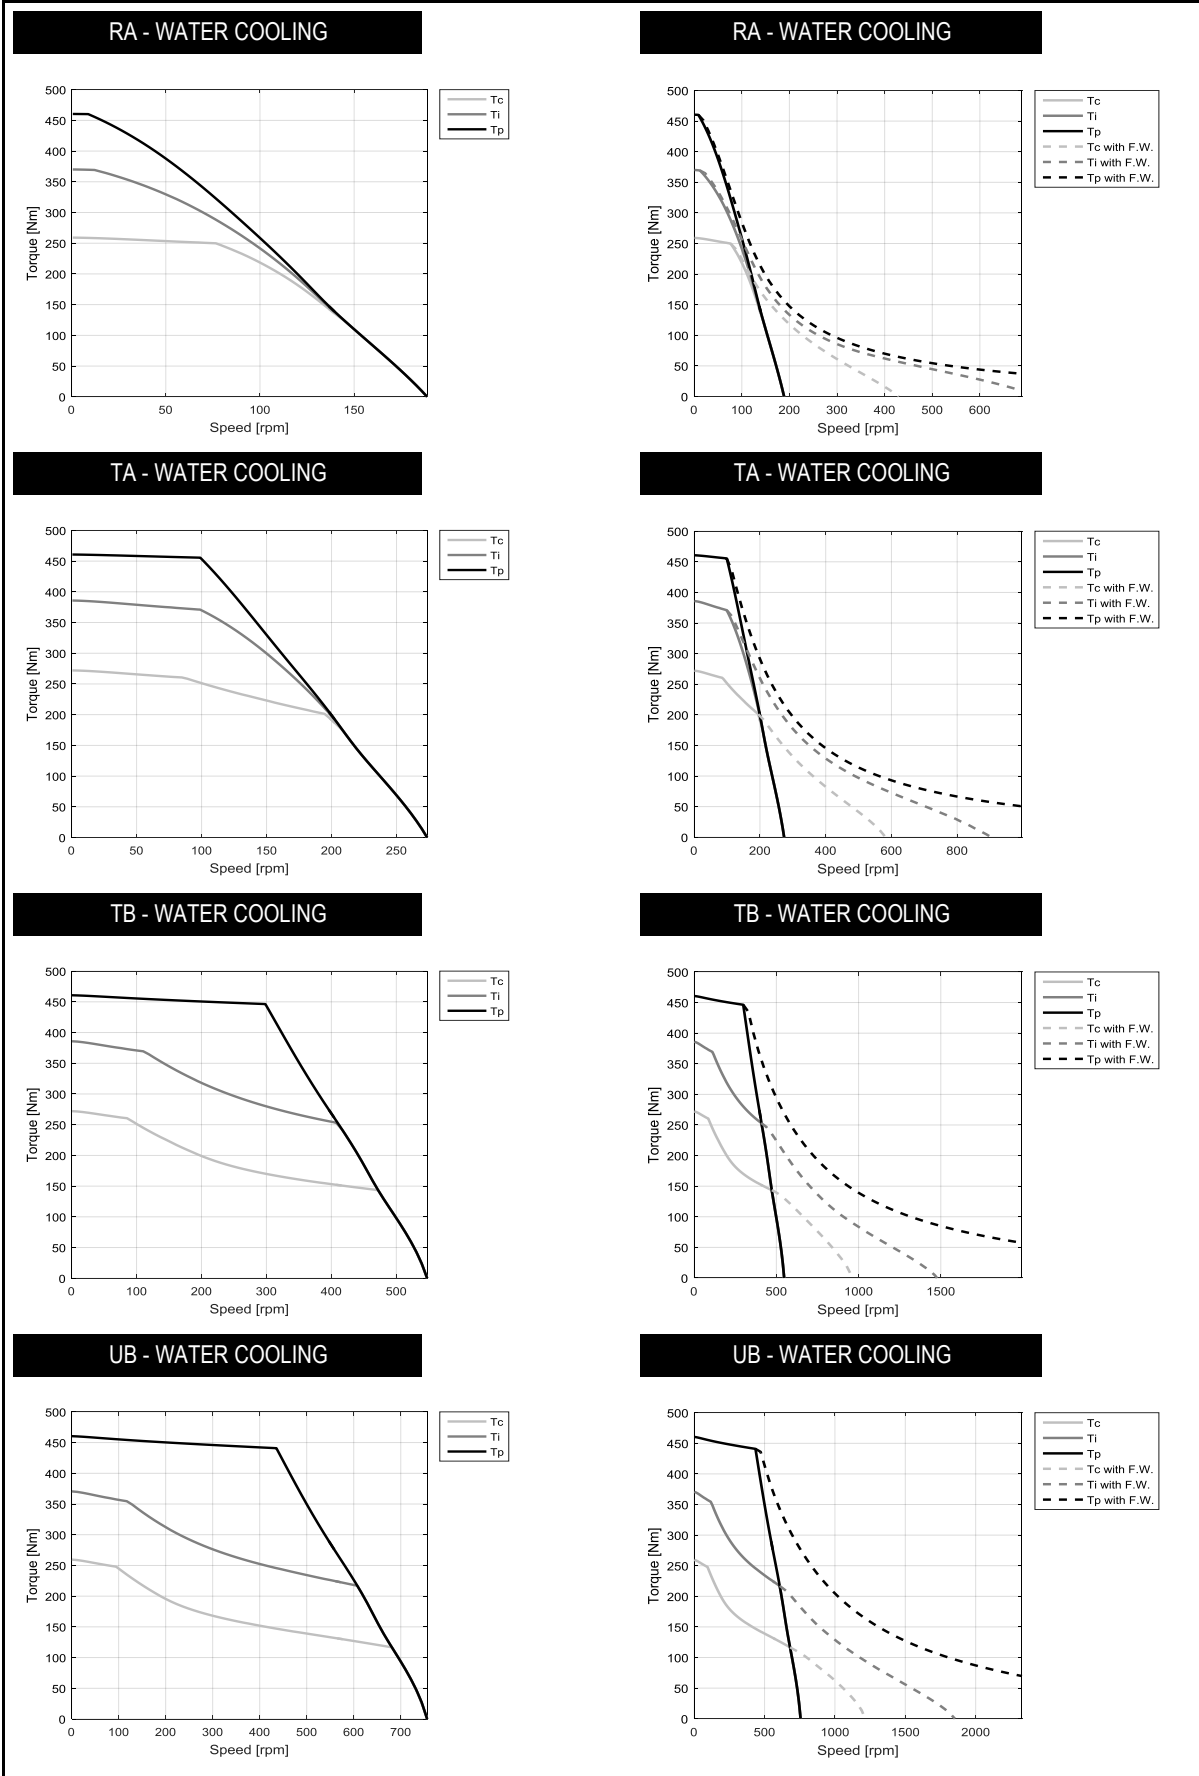 RA - WATER COOLING
500
450
400
350
300
250
200
150
100
50
0
0 50 100 150
Torque [Nm]
Speed [rpm]
Tc
Ti
Tp
RA - WATER COOLING
500
450
400
350
300
250
200
150
100
50
0
0 100 200 300 400 500 600
Torque [Nm]
Speed [rpm]
Tc
Ti
Tp
Tc with F.W.
Ti with F.W.
Tp with F.W.
TA - WATER COOLING
500
450
400
350
300
250
200
150
100
50
0
0 50 100 150 200 250
Torque [Nm]
Speed [rpm]
Tc
Ti
Tp
TA - WATER COOLING
500
450
400
350
300
250
200
150
100
50
0
0 200 400 600 800
Torque [Nm]
Speed [rpm]
Tc
Ti
Tp
Tc with F.W.
Ti with F.W.
Tp with F.W.
TB - WATER COOLING
500
450
400
350
300
250
200
150
100
50
0
0 100 200 300 400 500
Torque [Nm]
Speed [rpm]
Tc
Ti
Tp
TB - WATER COOLING
500
450
400
350
300
250
200
150
100
50
0
0 500 1000 1500
Torque [Nm]
Speed [rpm]
Tc
Ti
Tp
Tc with F.W.
Ti with F.W.
Tp with F.W.
UB - WATER COOLING
500
450
400
350
300
250
200
150
100
50
0
0 100 200 300 400 500 600 700
Torque [Nm]
Speed [rpm]
Tc
Ti
Tp
UB - WATER COOLING
500
450
400
350
300
250
200
150
100
50
0
0 500 1000 1500 2000
Torque [Nm]
Speed [rpm]
Tc
Ti
Tp
Tc with F.W.
Ti with F.W.
Tp with F.W.